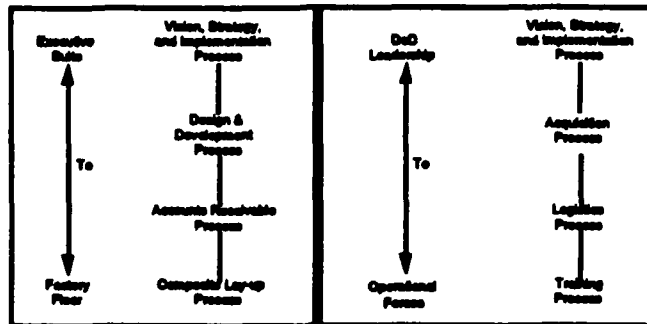 Executive
Suite
To
Factory
Floor
Vision, Strategy,
and Implementation
Process
Design &
Development
Process
Accounts Receivable
Process
Composite Lay-up
Process
DoD
Leadership
To
Operational
Forces
Vision, Strategy,
and Implementation
Process
Acquisition
Process
Logistics
Process
Training
Process